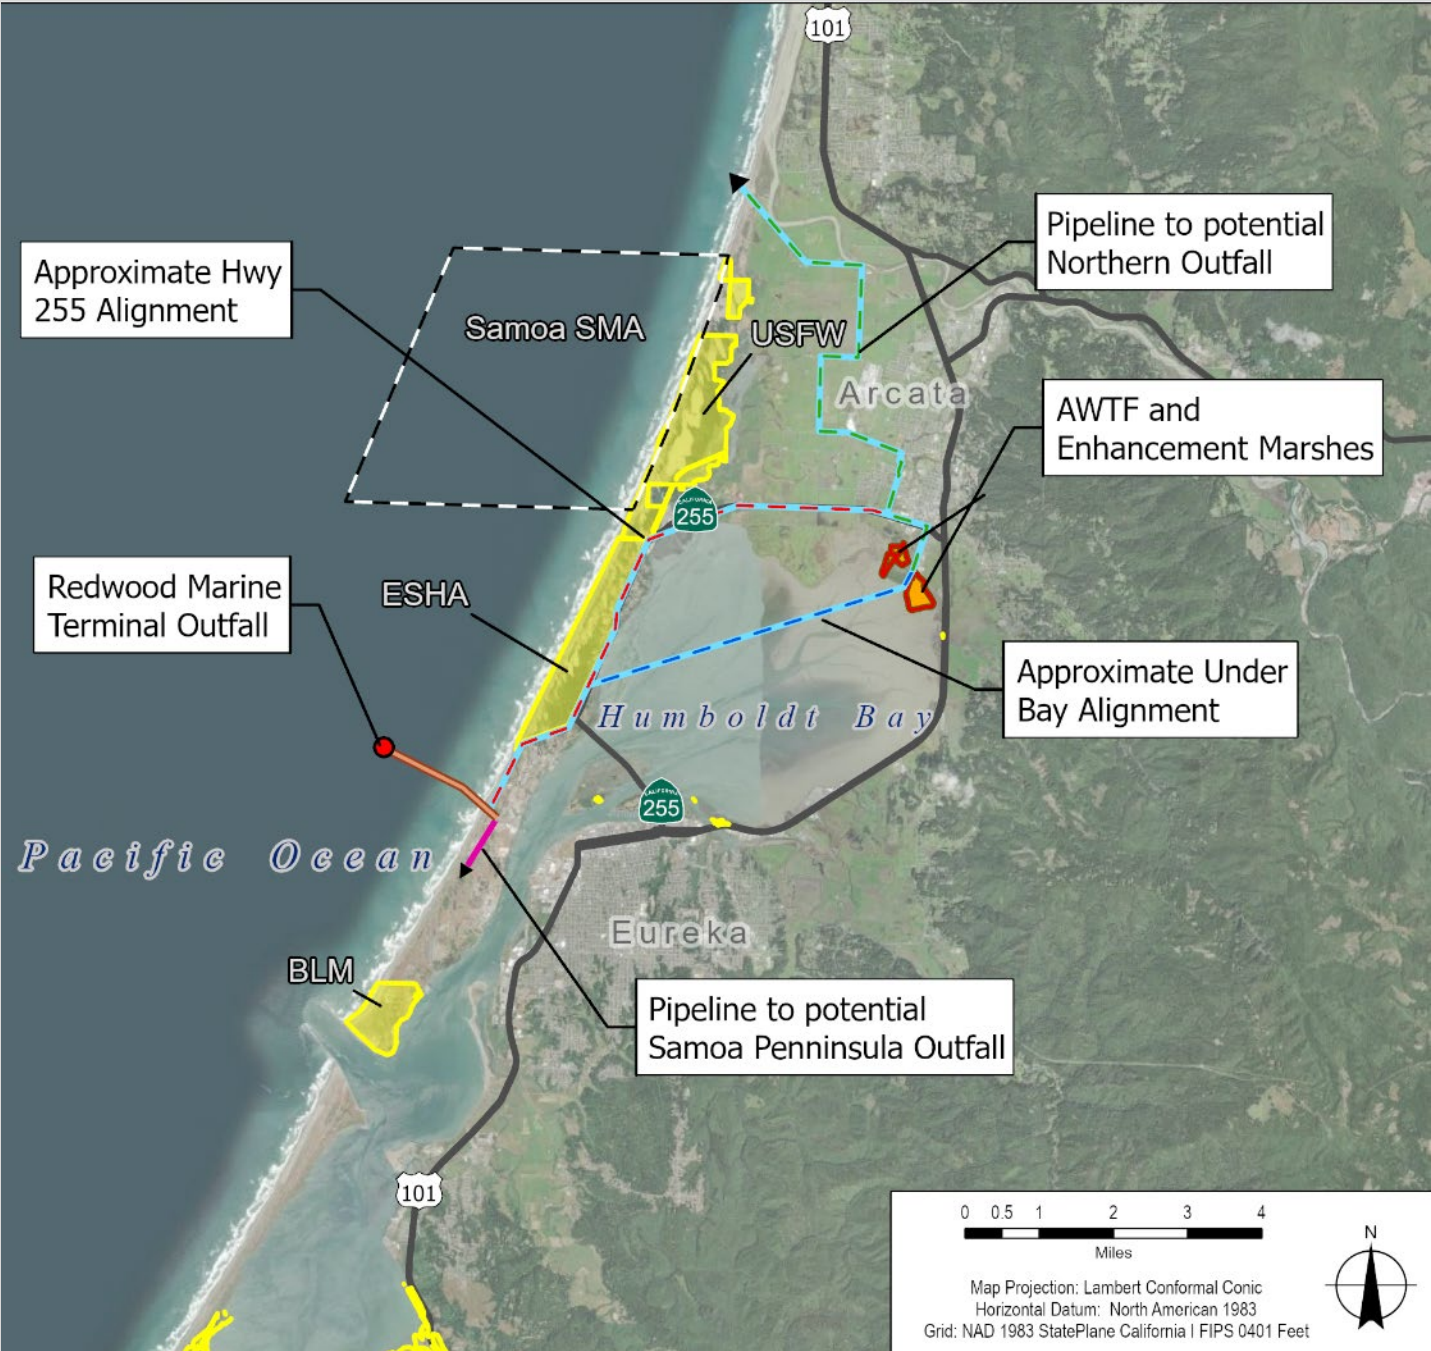 101
Pipeline to potential
Northern Outfall
Approximate Hwy
255 Alignment
Samoa SMA
USFW
Arcata
AWTF and
Enhancement Marshes
CALIFORNIA
255
Redwood Marine
Terminal Outfall
ESHA
Approximate Under
Bay Alignment
Humboldt Bay
CALIFORNIA
255
Pacific Ocean
Eureka
BLM
Pipeline to potential
Samoa Penninsula Outfall
101
0 0.5 1 2 3 4
Miles
N
Map Projection: Lambert Conformal Conic
Horizontal Datum: North American 1983
Grid: NAD 1983 StatePlane California I FIPS 0401 Feet